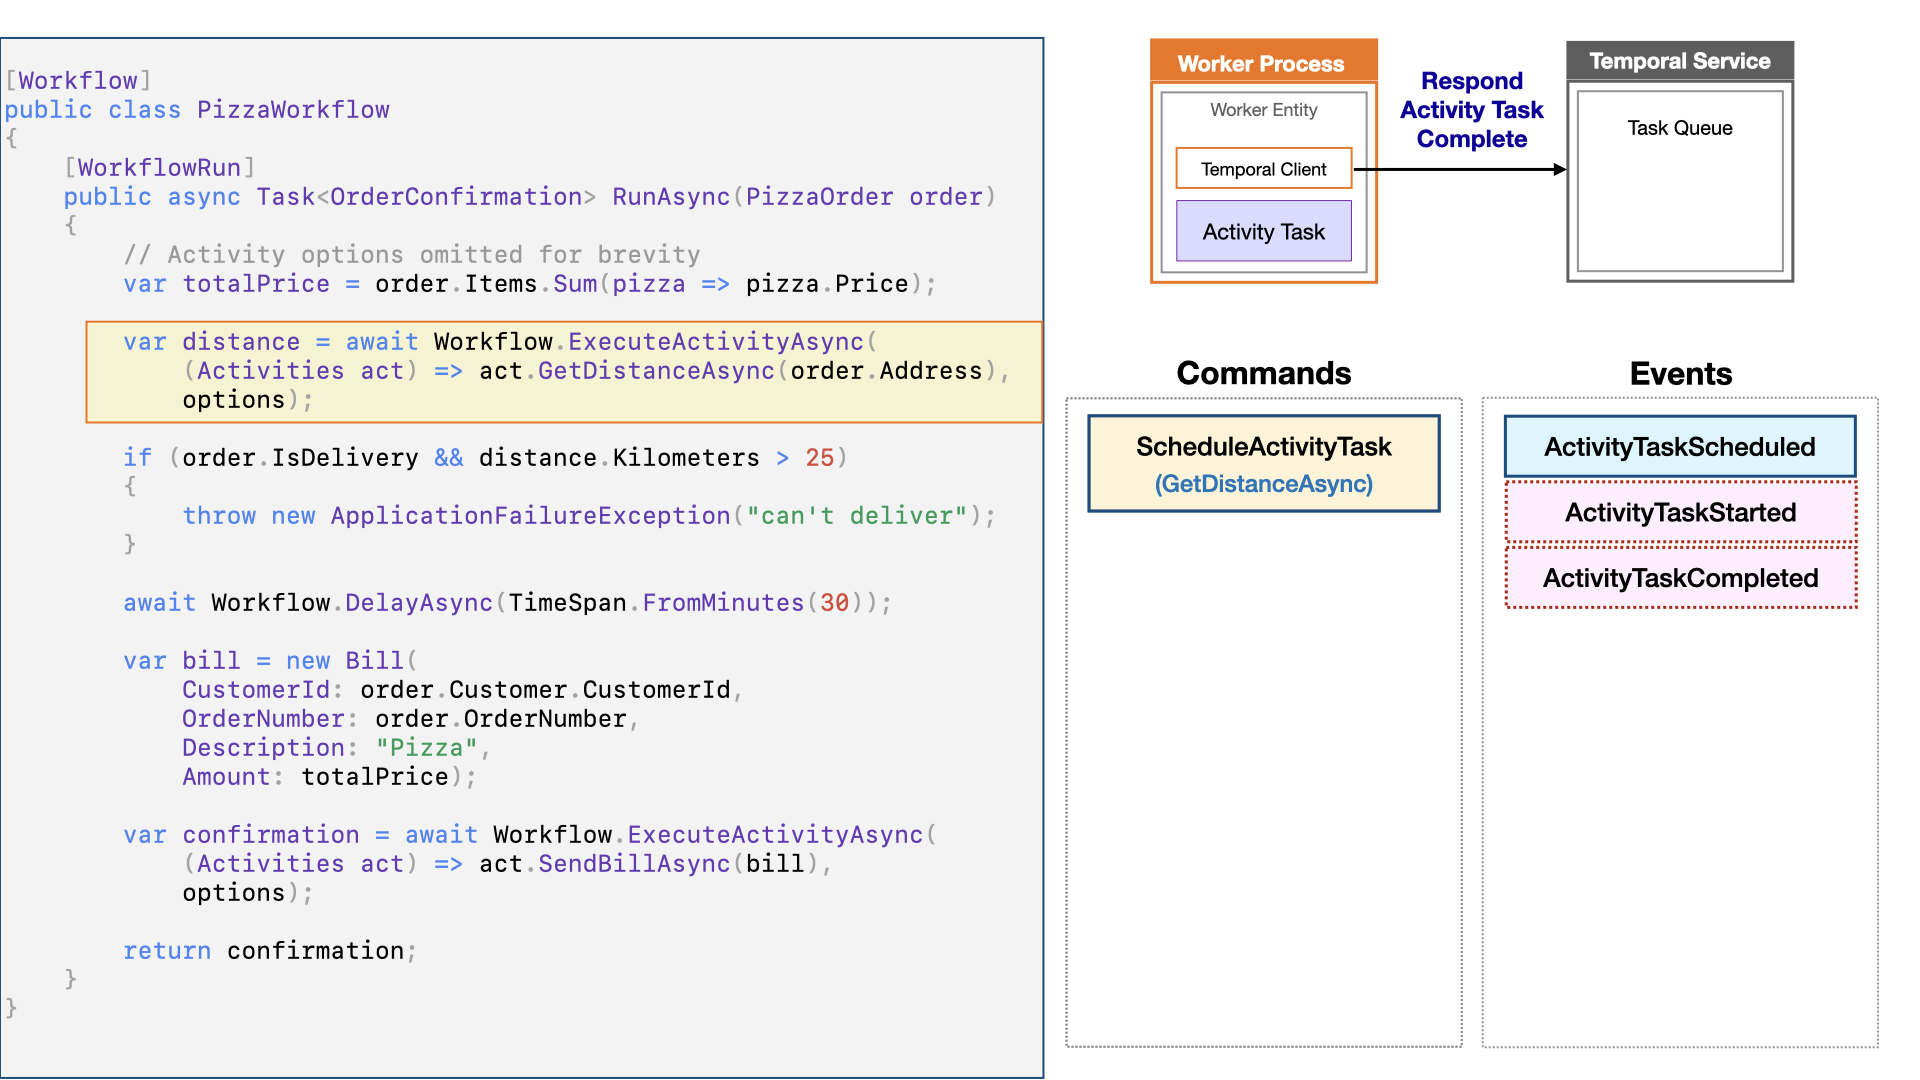 [Workflow]
public class PizzaWorkflow
{
    [WorkflowRun]
    public async Task<OrderConfirmation> RunAsync(PizzaOrder order)
    {
        // Activity options omitted for brevity
        var totalPrice = order.Items.Sum(pizza => pizza.Price);

        var distance = await Workflow.ExecuteActivityAsync(
            (Activities act) => act.GetDistanceAsync(order.Address),
            options);

        if (order.IsDelivery && distance.Kilometers > 25)
        {
            throw new ApplicationFailureException("can't deliver");
        }

        await Workflow.DelayAsync(TimeSpan.FromMinutes(30));

        var bill = new Bill(
            CustomerId: order.Customer.CustomerId,
            OrderNumber: order.OrderNumber,
            Description: "Pizza",
            Amount: totalPrice);

        var confirmation = await Workflow.ExecuteActivityAsync(
            (Activities act) => act.SendBillAsync(bill),
            options);

        return confirmation;
    }
}
Worker Process
Worker Entity
Temporal Client
Activity Task
Respond
Activity Task
Complete
Temporal Service
Task Queue
Commands
ScheduleActivityTask
(GetDistanceAsync)
Events
ActivityTaskScheduled
ActivityTaskStarted
ActivityTaskCompleted